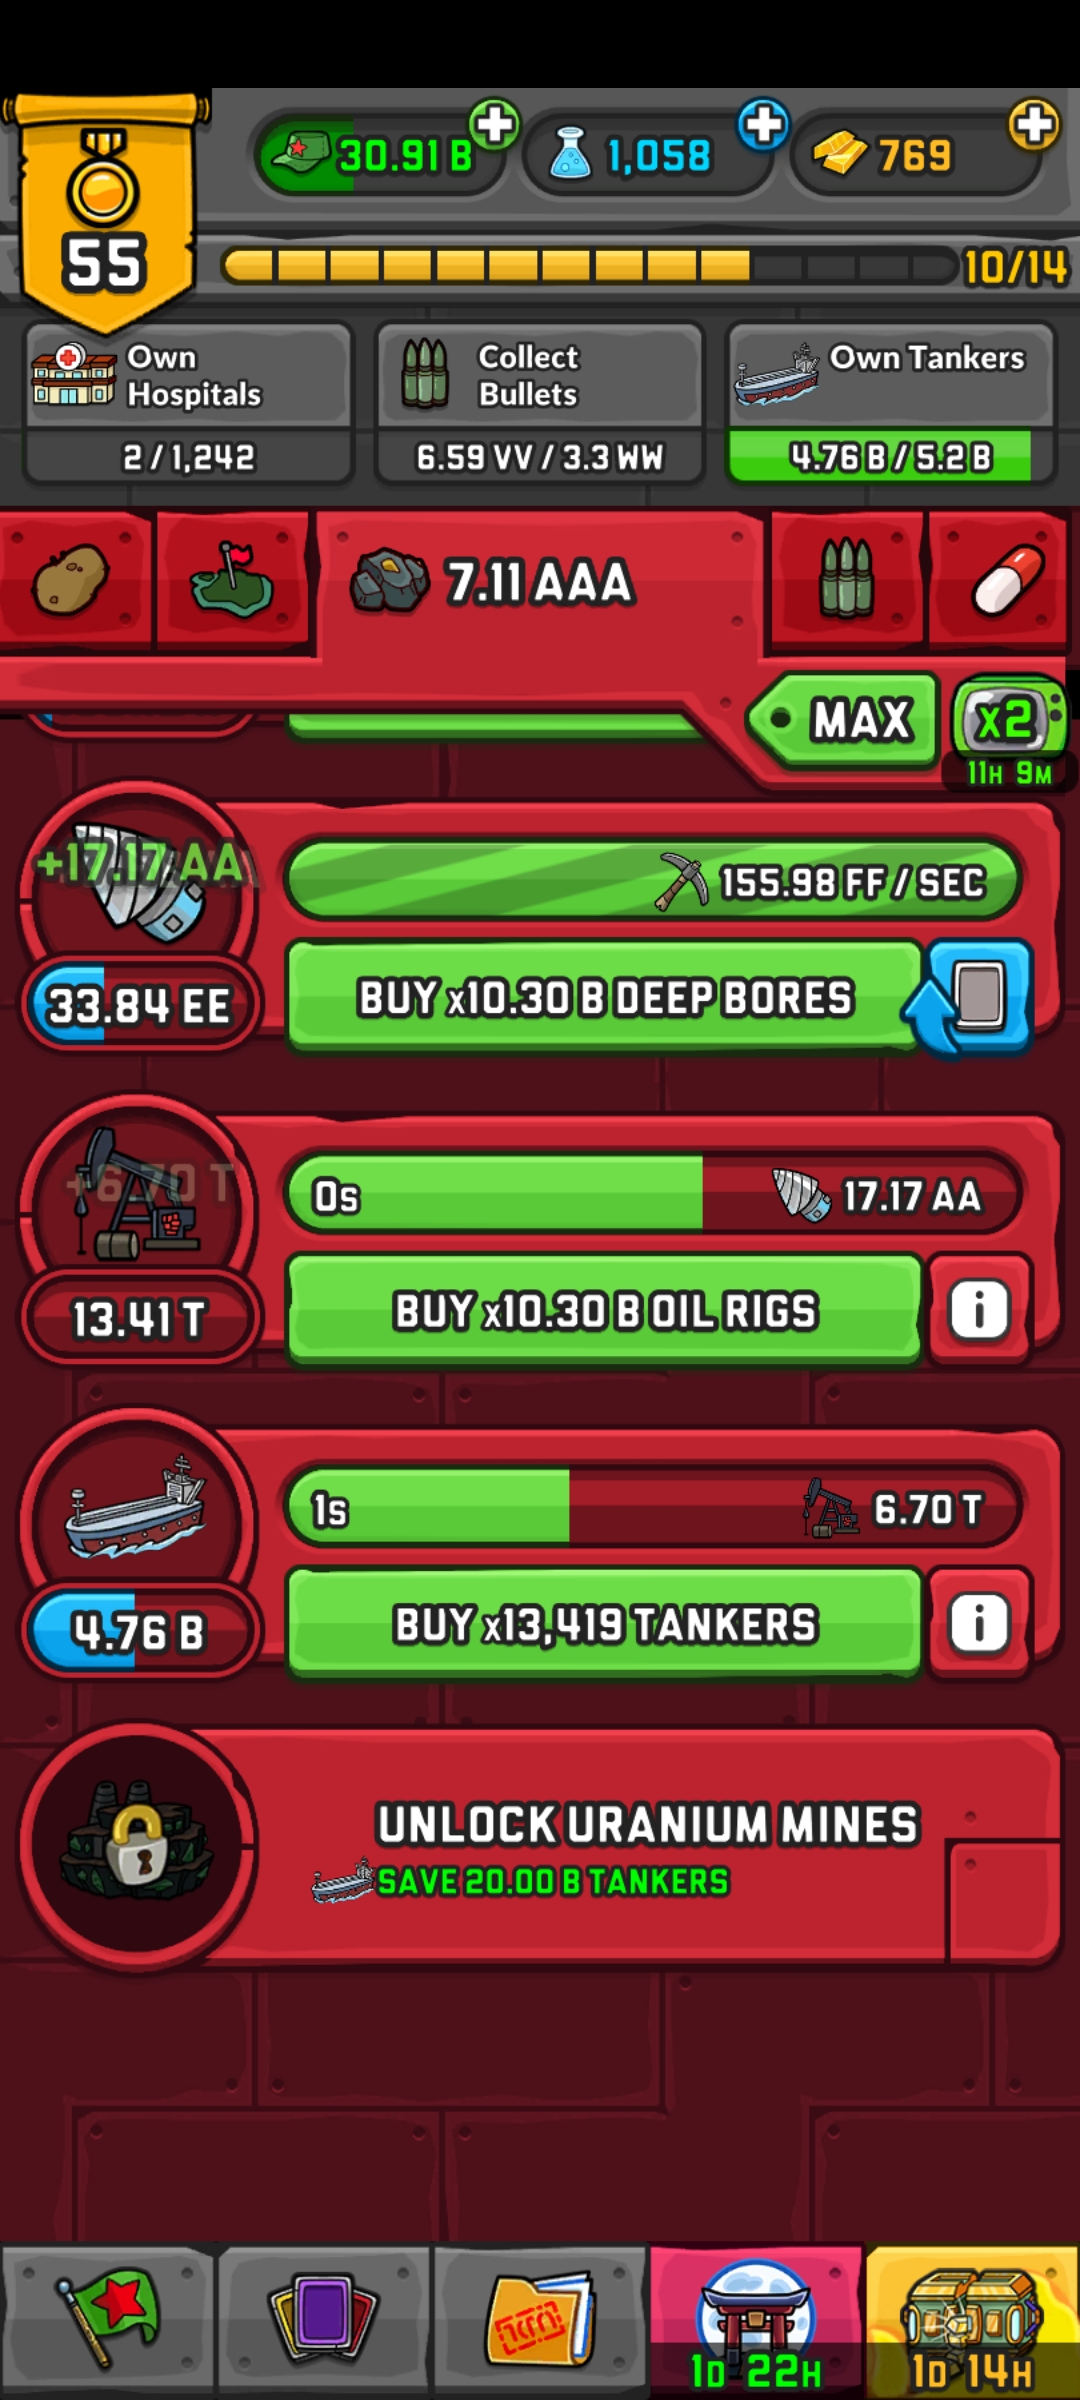 30.91 B
1,058
769
55
10/14
Own Hospitals
2 / 1,242
Collect Bullets
6.59 VV / 3.3 WW
Own Tankers
4.76 B / 5.2 B
7.11 AAA
MAX
x2
11H 9M
+17.17 AA
155.98 FF / SEC
33.84 EE
BUY x10.30 B DEEP BORES
+6.70 T
0s
17.17 AA
13.41 T
BUY x10.30 B OIL RIGS
i
1s
6.70 T
4.76 B
BUY x13,419 TANKERS
i
UNLOCK URANIUM MINES
SAVE 20.00 B TANKERS
1D 22H
1D 14H